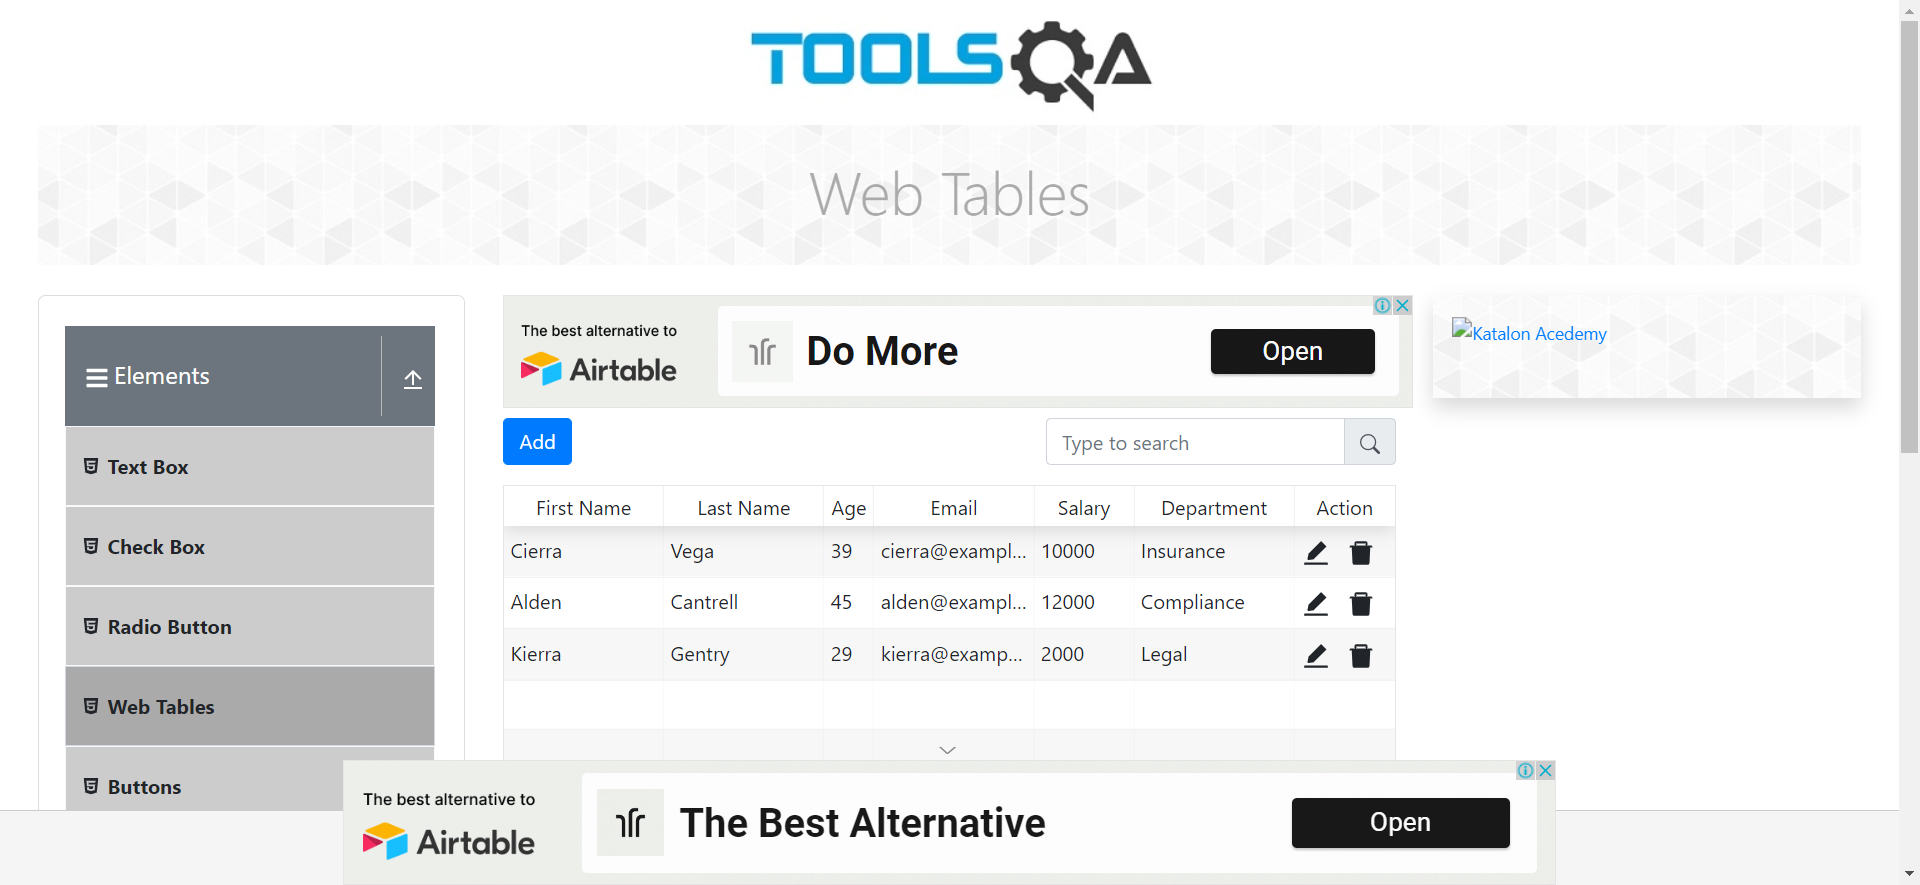 TOOLSQA
Web Tables
Elements
Text Box
Check Box
Radio Button
Web Tables
Buttons
The best alternative to
Airtable
Do More
Open
Katalon Acedemy
Add
Type to search
First Name Last Name Age Email Salary Department Action
Cierra Vega 39 cierra@exampl... 10000 Insurance
Alden Cantrell 45 alden@exampl... 12000 Compliance
Kierra Gentry 29 kierra@examp... 2000 Legal
The best alternative to
Airtable
The Best Alternative
Open